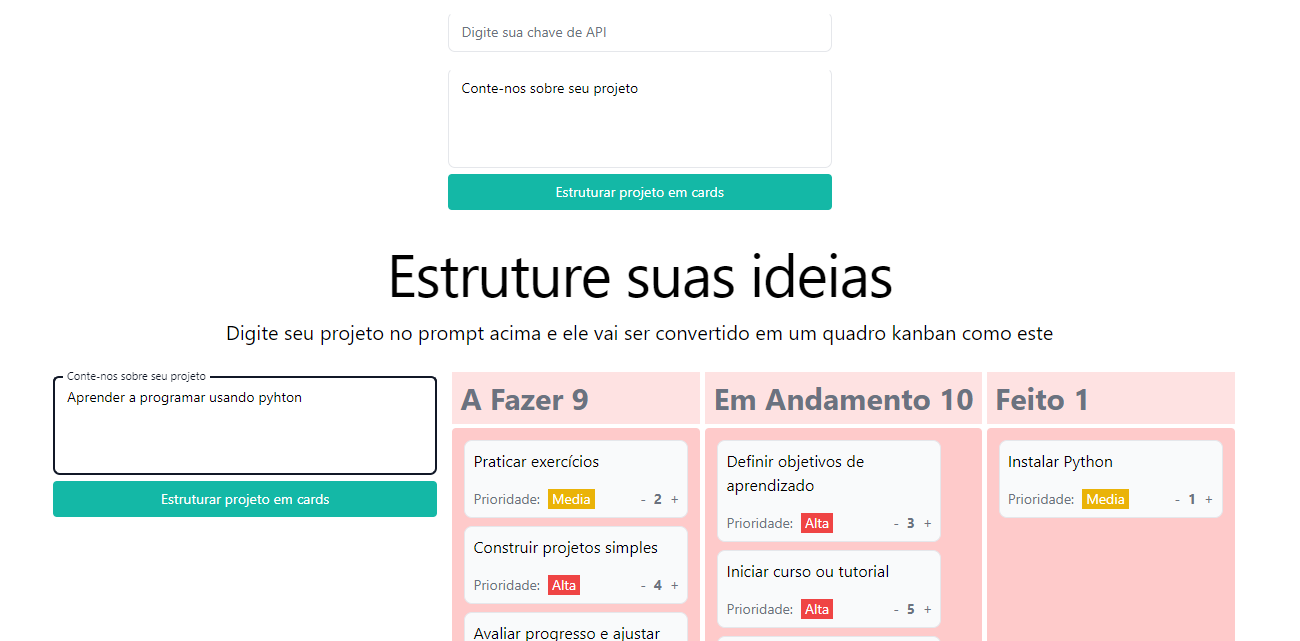 Digite sua chave de API
Conte-nos sobre seu projeto
Estruturar projeto em cards
Estruture suas ideias
Digite seu projeto no prompt acima e ele vai ser convertido em um quadro kanban como este
Conte-nos sobre seu projeto
Aprender a programar usando pyhton
Estruturar projeto em cards
A Fazer 9
Praticar exercícios
Prioridade: Media - 2 +
Construir projetos simples
Prioridade: Alta - 4 +
Avaliar progresso e ajustar
Em Andamento 10
Definir objetivos de
aprendizado
Prioridade: Alta - 3 +
Iniciar curso ou tutorial
Prioridade: Alta - 5 +
Feito 1
Instalar Python
Prioridade: Media - 1 +